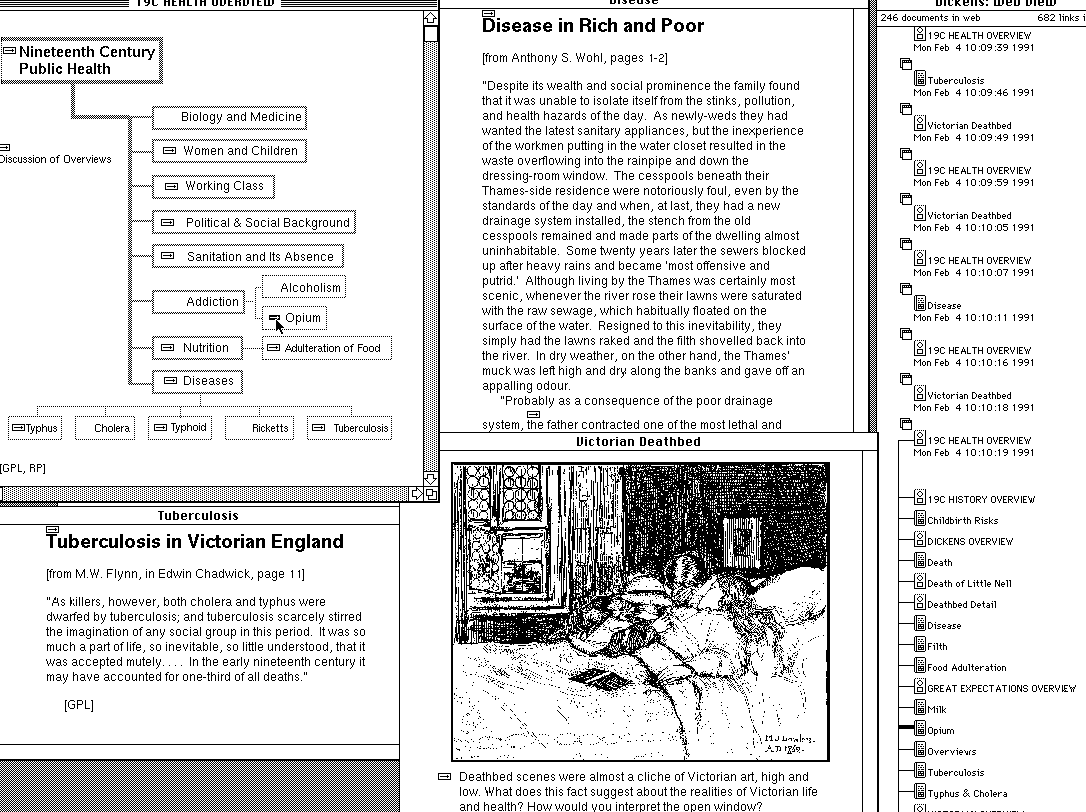 19C HEALTH OVERVIEW
Nineteenth Century
Public Health
Discussion of Overviews
Biology and Medicine
Women and Children
Working Class
Political & Social Background
Sanitation and Its Absence
Addiction
Alcoholism
Opium
Nutrition
Adulteration of Food
Diseases
Typhus
Cholera
Typhoid
Ricketts
Tuberculosis
[GPL, RP]
Tuberculosis
Tuberculosis in Victorian England
[from M.W. Flynn, in Edwin Chadwick, page 11]
"As killers, however, both cholera and typhus were
dwarfed by tuberculosis; and tuberculosis scarcely stirred
the imagination of any social group in this period. It was so
much a part of life, so inevitable, so little understood, that it
was accepted mutely. . . . In the early nineteenth century it
may have accounted for one-third of all deaths."
[GPL]
Disease
Disease in Rich and Poor
[from Anthony S. Wohl, pages 1-2]
"Despite its wealth and social prominence the family found
that it was unable to isolate itself from the stinks, pollution,
and health hazards of the day. As newly-weds they had
wanted the latest sanitary appliances, but the inexperience
of the workmen putting in the water closet resulted in the
waste overflowing into the rainpipe and down the
dressing-room window. The cesspools beneath their
Thames-side residence were notoriously foul, even by the
standards of the day and when, at last, they had a new
drainage system installed, the stench from the old
cesspools remained and made parts of the dwelling almost
uninhabitable. Some twenty years later the sewers blocked
up after heavy rains and became 'most offensive and
putrid.' Although living by the Thames was certainly most
scenic, whenever the river rose their lawns were saturated
with the raw sewage, which habitually floated on the
surface of the water. Resigned to this inevitability, they
simply had the lawns raked and the filth shovelled back into
the river. In dry weather, on the other hand, the Thames'
muck was left high and dry along the banks and gave off an
appalling odour.
"Probably as a consequence of the poor drainage
system, the father contracted one of the most lethal and
Victorian Deathbed
Deathbed scenes were almost a cliche of Victorian art, high and
low. What does this fact suggest about the realities of Victorian life
and health? How would you interpret the open window?
Dickens: Web View
246 documents in web 682 links i
19C HEALTH OVERVIEW
Mon Feb 4 10:09:39 1991
Tuberculosis
Mon Feb 4 10:09:46 1991
Victorian Deathbed
Mon Feb 4 10:09:49 1991
19C HEALTH OVERVIEW
Mon Feb 4 10:09:59 1991
Victorian Deathbed
Mon Feb 4 10:10:05 1991
19C HEALTH OVERVIEW
Mon Feb 4 10:10:07 1991
Disease
Mon Feb 4 10:10:11 1991
19C HEALTH OVERVIEW
Mon Feb 4 10:10:16 1991
Victorian Deathbed
Mon Feb 4 10:10:18 1991
19C HEALTH OVERVIEW
Mon Feb 4 10:10:19 1991
19C HISTORY OVERVIEW
Childbirth Risks
DICKENS OVERVIEW
Death
Death of Little Nell
Deathbed Detail
Disease
Filth
Food Adulteration
GREAT EXPECTATIONS OVERVIEW
Milk
Opium
Overviews
Tuberculosis
Typhus & Cholera